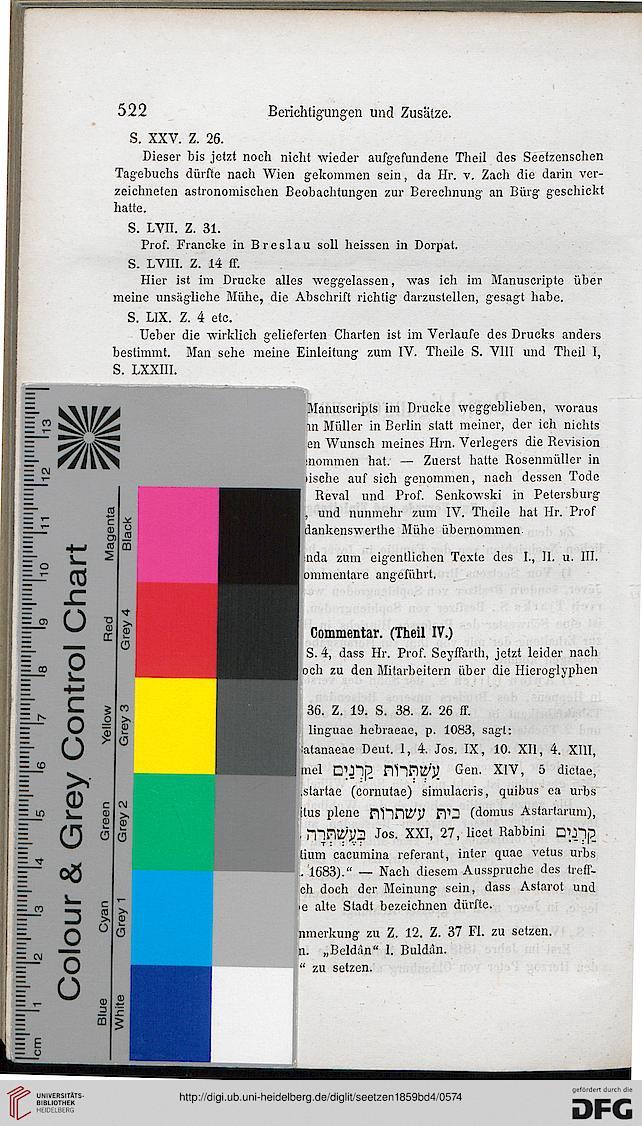 522 Berichtigungen und Zusätze.
S. XXV. Z. 26.
Dieser bis jetzt noch nicht wieder aufgefundene Theil des Seetzenschen
Tagebuchs dürfte nach Wien gekommen sein, da Hr. v. Zach die darin ver-
zeichneten astronomischen Beobachtungen zur Berechnung an Bürg geschickt
hatte.
S. LVII. Z. 31.
Prof. Francke in Breslau soll heissen in Dorpat.
S. LVIII. Z. 14 ff.
Hier ist im Drucke alles weggelassen, was ich im Manuscripte über
meine unsägliche Mühe, die Abschrift richtig darzustellen, gesagt habe.
S. LIX. Z. 4 etc.
Ueber die wirklich gelieferten Charten ist im Verlaufe des Drucks anders
bestimmt. Man sehe meine Einleitung zum IV. Theile S. VIII und Theil I,
S. LXXIII.
Manuscripts im Drucke weggeblieben, woraus
nn Müller in Berlin statt meiner, der ich nichts
en Wunsch meines Hrn. Verlegers die Revision
nommen hat. — Zuerst hatte Rosenmüller in
ische auf sich genommen, nach dessen Tode
Reval und Prof. Senkowski in Petersburg
, und nunmehr zum IV. Theile hat Hr. Prof
dankenswerthe Mühe übernommen.
nda zum eigentlichen Texte des I., II. u. III.
ommentare angeführt.
Commentar. (Theil IV.)
S. 4, dass Hr. Prof. Seyffarth, jetzt leider nach
och zu den Mitarbeitern über die Hieroglyphen
36. Z. 19. S. 38. Z. 26 ff.
linguae hebraeae, p. 1083, sagt:
atanaeae Deut. 1, 4. Jos. IX, 10. XII, 4. XIII,
mel עַשְׁתְּרוֹת קַרְנַיִם Gen. XIV, 5 dictae,
startae (cornutae) simulacris, quibus ea urbs
tus plene בית עשתרות (domus Astartarum),
בְּעֶשְׁתְּרָה Jos. XXI, 27, licet Rabbini קַרְנַיִם
tium cacumina referant, inter quae vetus urbs
. 1683).“ — Nach diesem Ausspruche des treff-
ch doch der Meinung sein, dass Astarot und
e alte Stadt bezeichnen dürfte.
nmerkung zu Z. 12. Z. 37 Fl. zu setzen.
n. „Beldân“ l. Buldân.
“ zu setzen.
Colour & Grey Control Chart
Blue Cyan Green Yellow Red Magenta
White Grey 1 Grey 2 Grey 3 Grey 4 Black
cm 1 2 3 4 5 6 7 8 9 10 11 12 13
UNIVERSITÄTS-
BIBLIOTHEK
HEIDELBERG
http://digi.ub.uni-heidelberg.de/diglit/seetzen1859bd4/0574
gefördert durch die
DFG